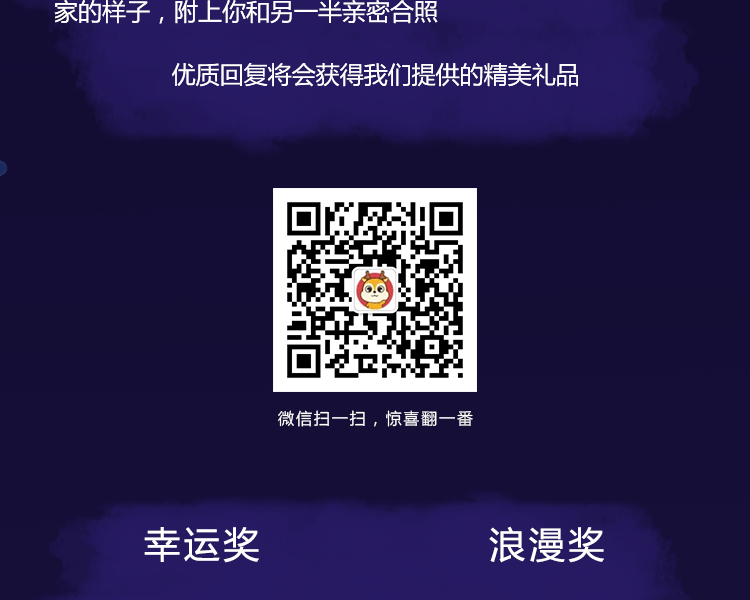 家的样子，附上你和另一半亲密合照
优质回复将会获得我们提供的精美礼品
微信扫一扫，惊喜翻一番
幸运奖
浪漫奖